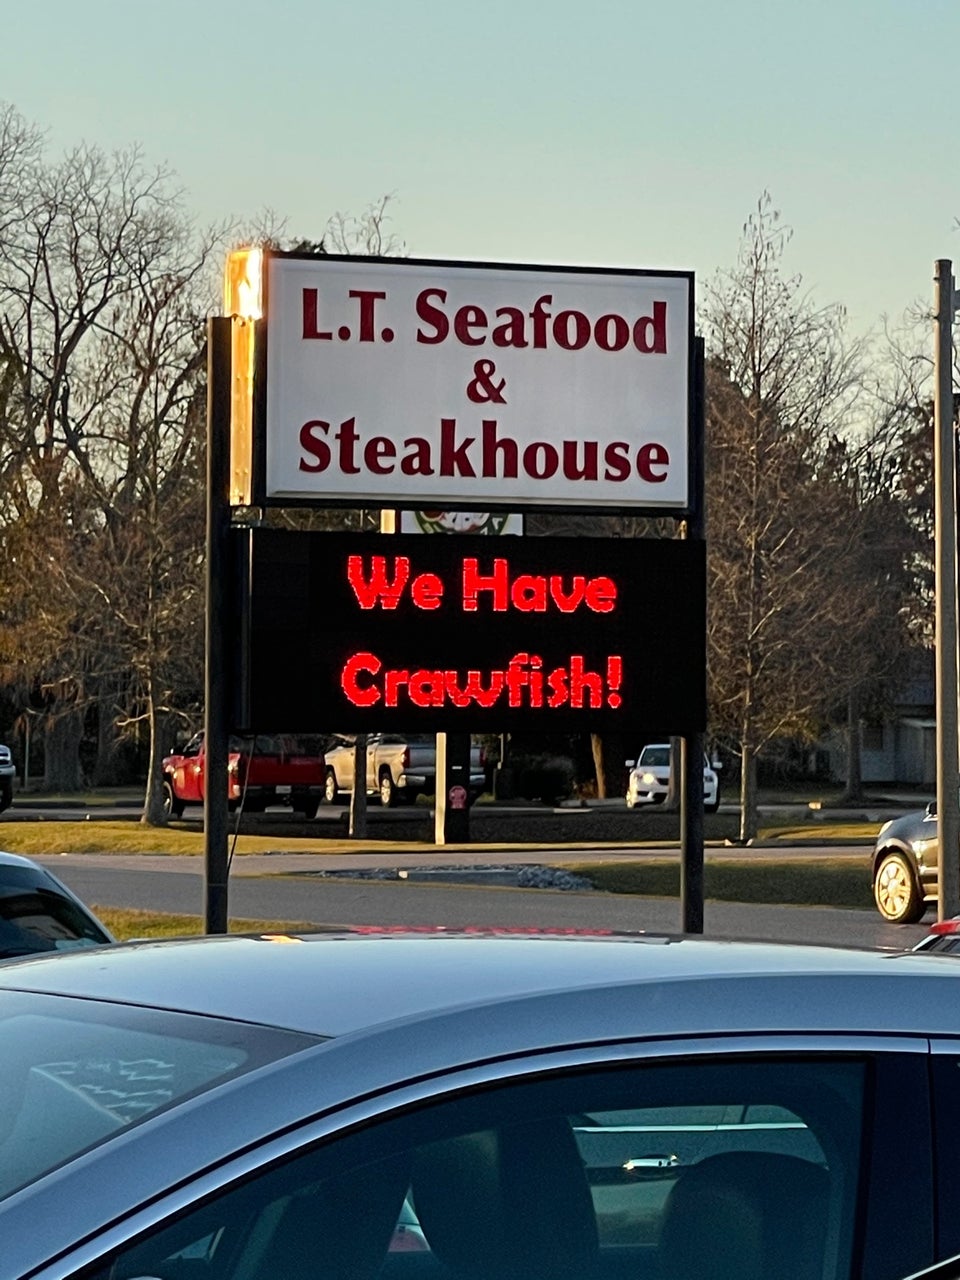 L.T. Seafood
&
Steakhouse
We Have
Crawfish!